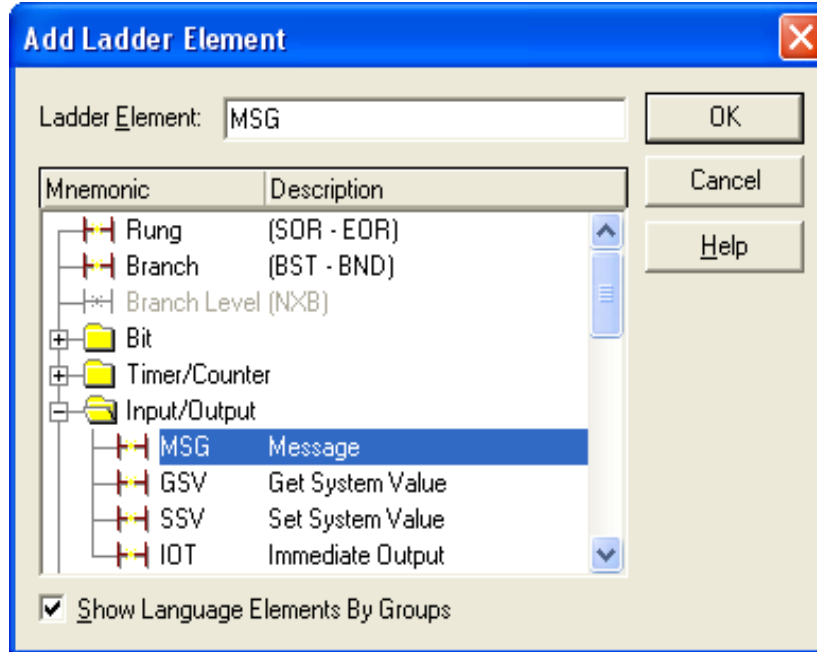 Add Ladder Element
Ladder Element: MSG
OK
Cancel
Help
Mnemonic Description
Rung (SOR - EOR)
Branch (BST - BND)
Branch Level (NXB)
Bit
Timer/Counter
Input/Output
MSG Message
GSV Get System Value
SSV Set System Value
IOT Immediate Output
Show Language Elements By Groups